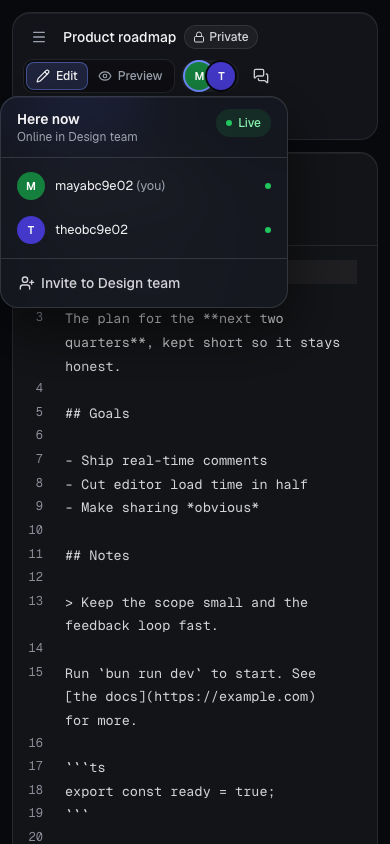 Product roadmap Private
Edit Preview M T
Here now
Online in Design team
Live
M mayabc9e02 (you)
T theobc9e02
Invite to Design team
3 The plan for the **next two
quarters**, kept short so it stays
honest.
4
5 ## Goals
6
7 - Ship real-time comments
8 - Cut editor load time in half
9 - Make sharing *obvious*
10
11 ## Notes
12
13 > Keep the scope small and the
feedback loop fast.
14
15 Run `bun run dev` to start. See
[the docs](https://example.com)
for more.
16
17 ```ts
18 export const ready = true;
19 ```
20